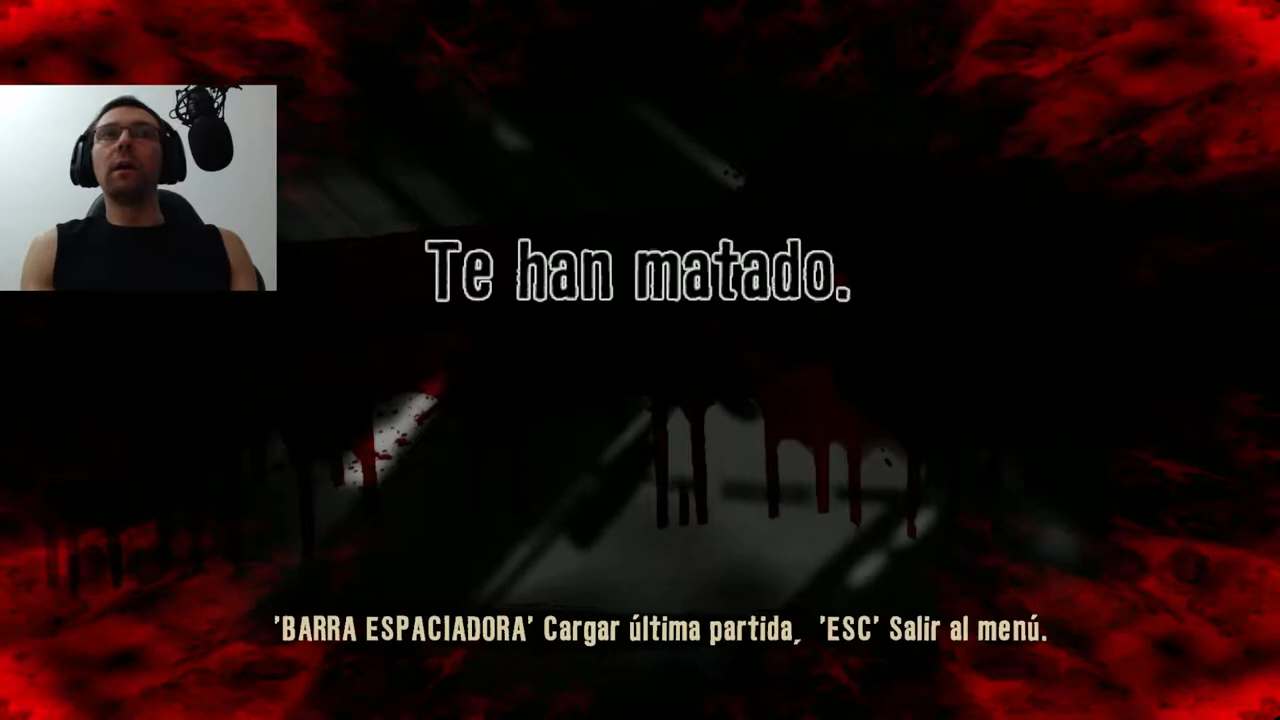 Te han matado.
'BARRA ESPACIADORA' Cargar última partida, 'ESC' Salir al menú.